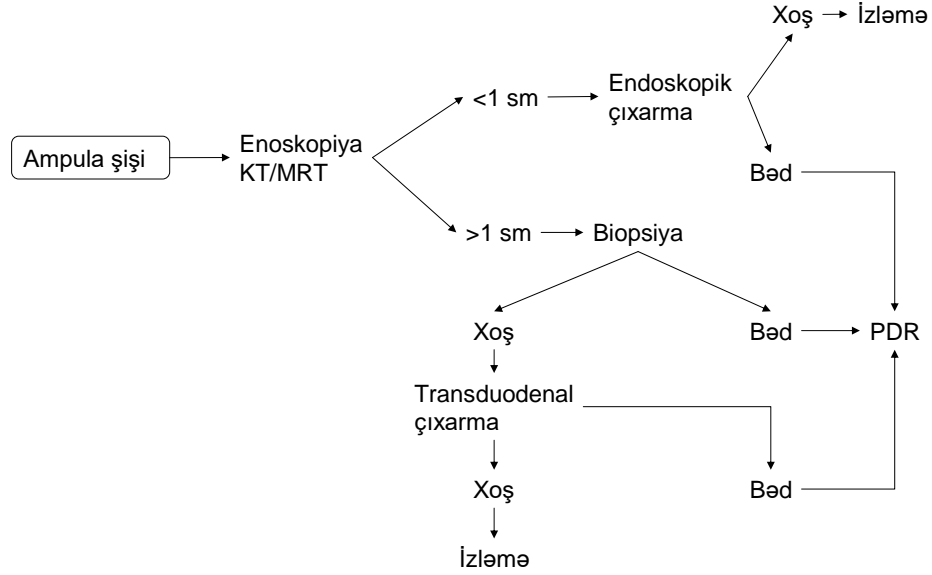 Xoş
İzləmə
<1 sm
Endoskopik
çıxarma
Ampula şişi
Enoskopiya
KT/MRT
Bəd
>1 sm
Biopsiya
Xoş
Bəd
PDR
Transduodenal
çıxarma
Xoş
Bəd
İzləmə